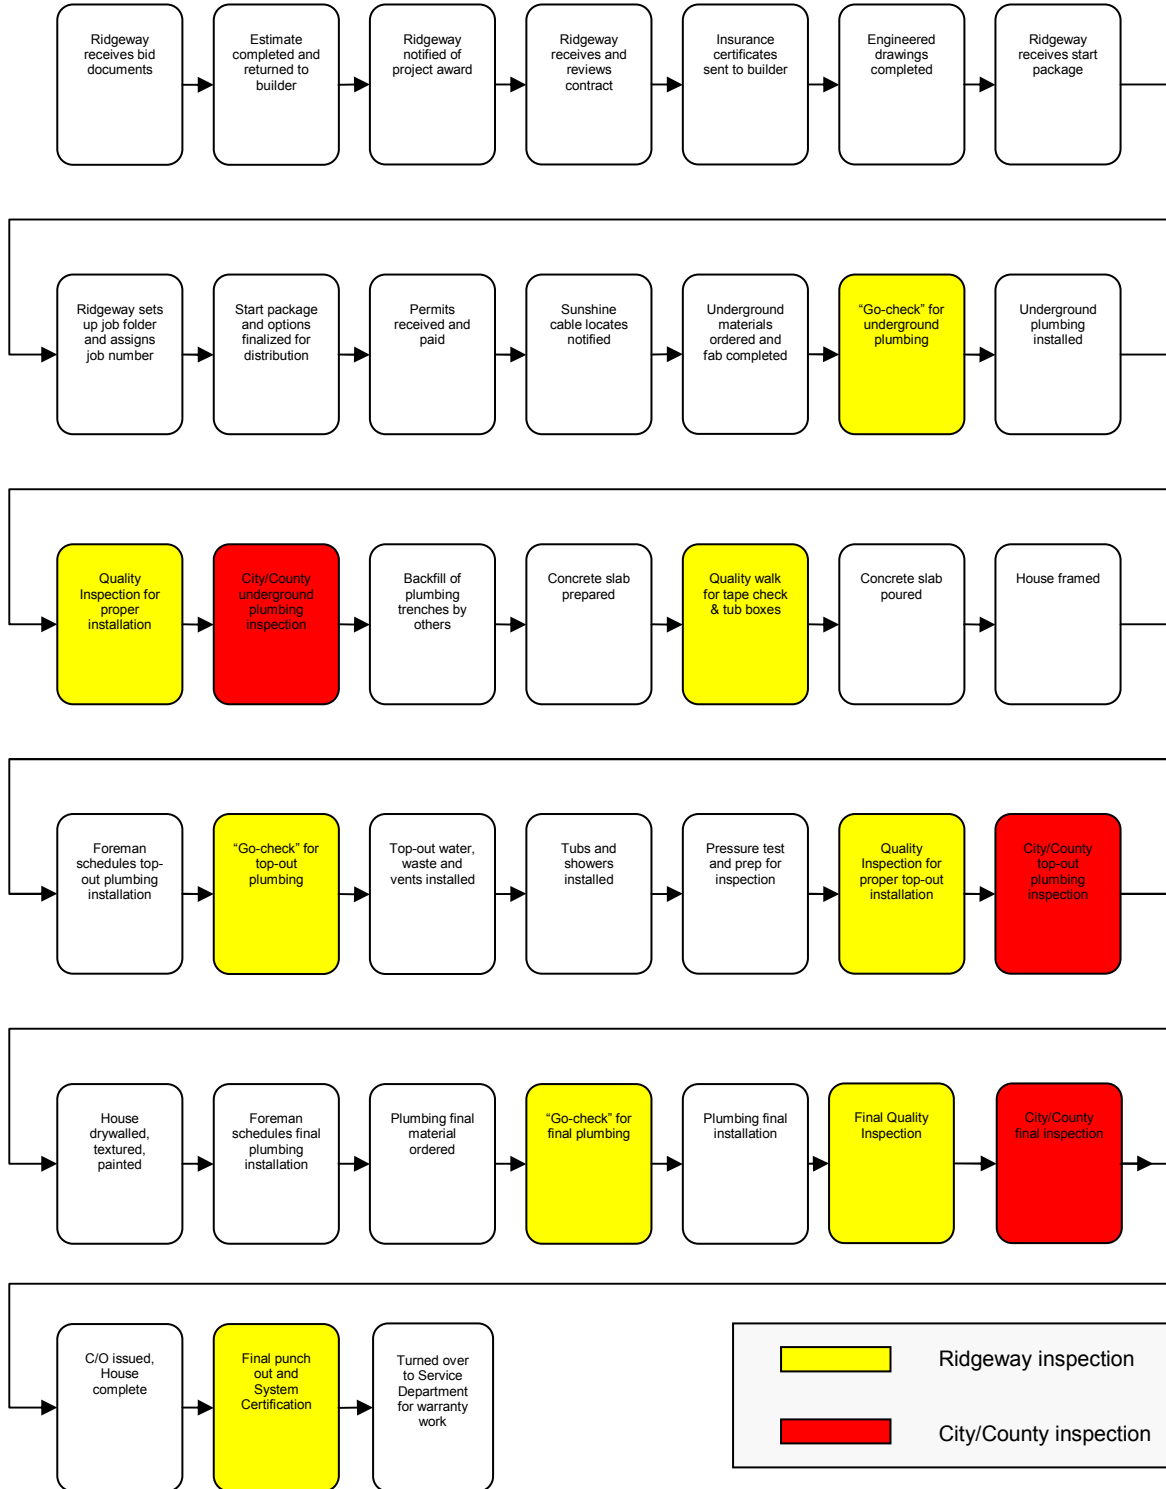 Ridgeway
receives bid
documents
Estimate
completed and
returned to
builder
Ridgeway
notified of
project award
Ridgeway
receives and
reviews
contract
Insurance
certificates
sent to builder
Engineered
drawings
completed
Ridgeway
receives start
package
Ridgeway sets
up job folder
and assigns
job number
Start package
and options
finalized for
distribution
Permits
received and
paid
Sunshine
cable locates
notified
Underground
materials
ordered and
fab completed
“Go-check” for
underground
plumbing
Underground
plumbing
installed
Quality
Inspection for
proper
installation
City/County
underground
plumbing
inspection
Backfill of
plumbing
trenches by
others
Concrete slab
prepared
Quality walk
for tape check
& tub boxes
Concrete slab
poured
House framed
Foreman
schedules top-
out plumbing
installation
“Go-check” for
top-out
plumbing
Top-out water,
waste and
vents installed
Tubs and
showers
installed
Pressure test
and prep for
inspection
Quality
Inspection for
proper top-out
installation
City/County
top-out
plumbing
inspection
House
drywalled,
textured,
painted
Foreman
schedules final
plumbing
installation
Plumbing final
material
ordered
“Go-check” for
final plumbing
Plumbing final
installation
Final Quality
Inspection
City/County
final inspection
C/O issued,
House
complete
Final punch
out and
System
Certification
Turned over
to Service
Department
for warranty
work
Ridgeway inspection
City/County inspection